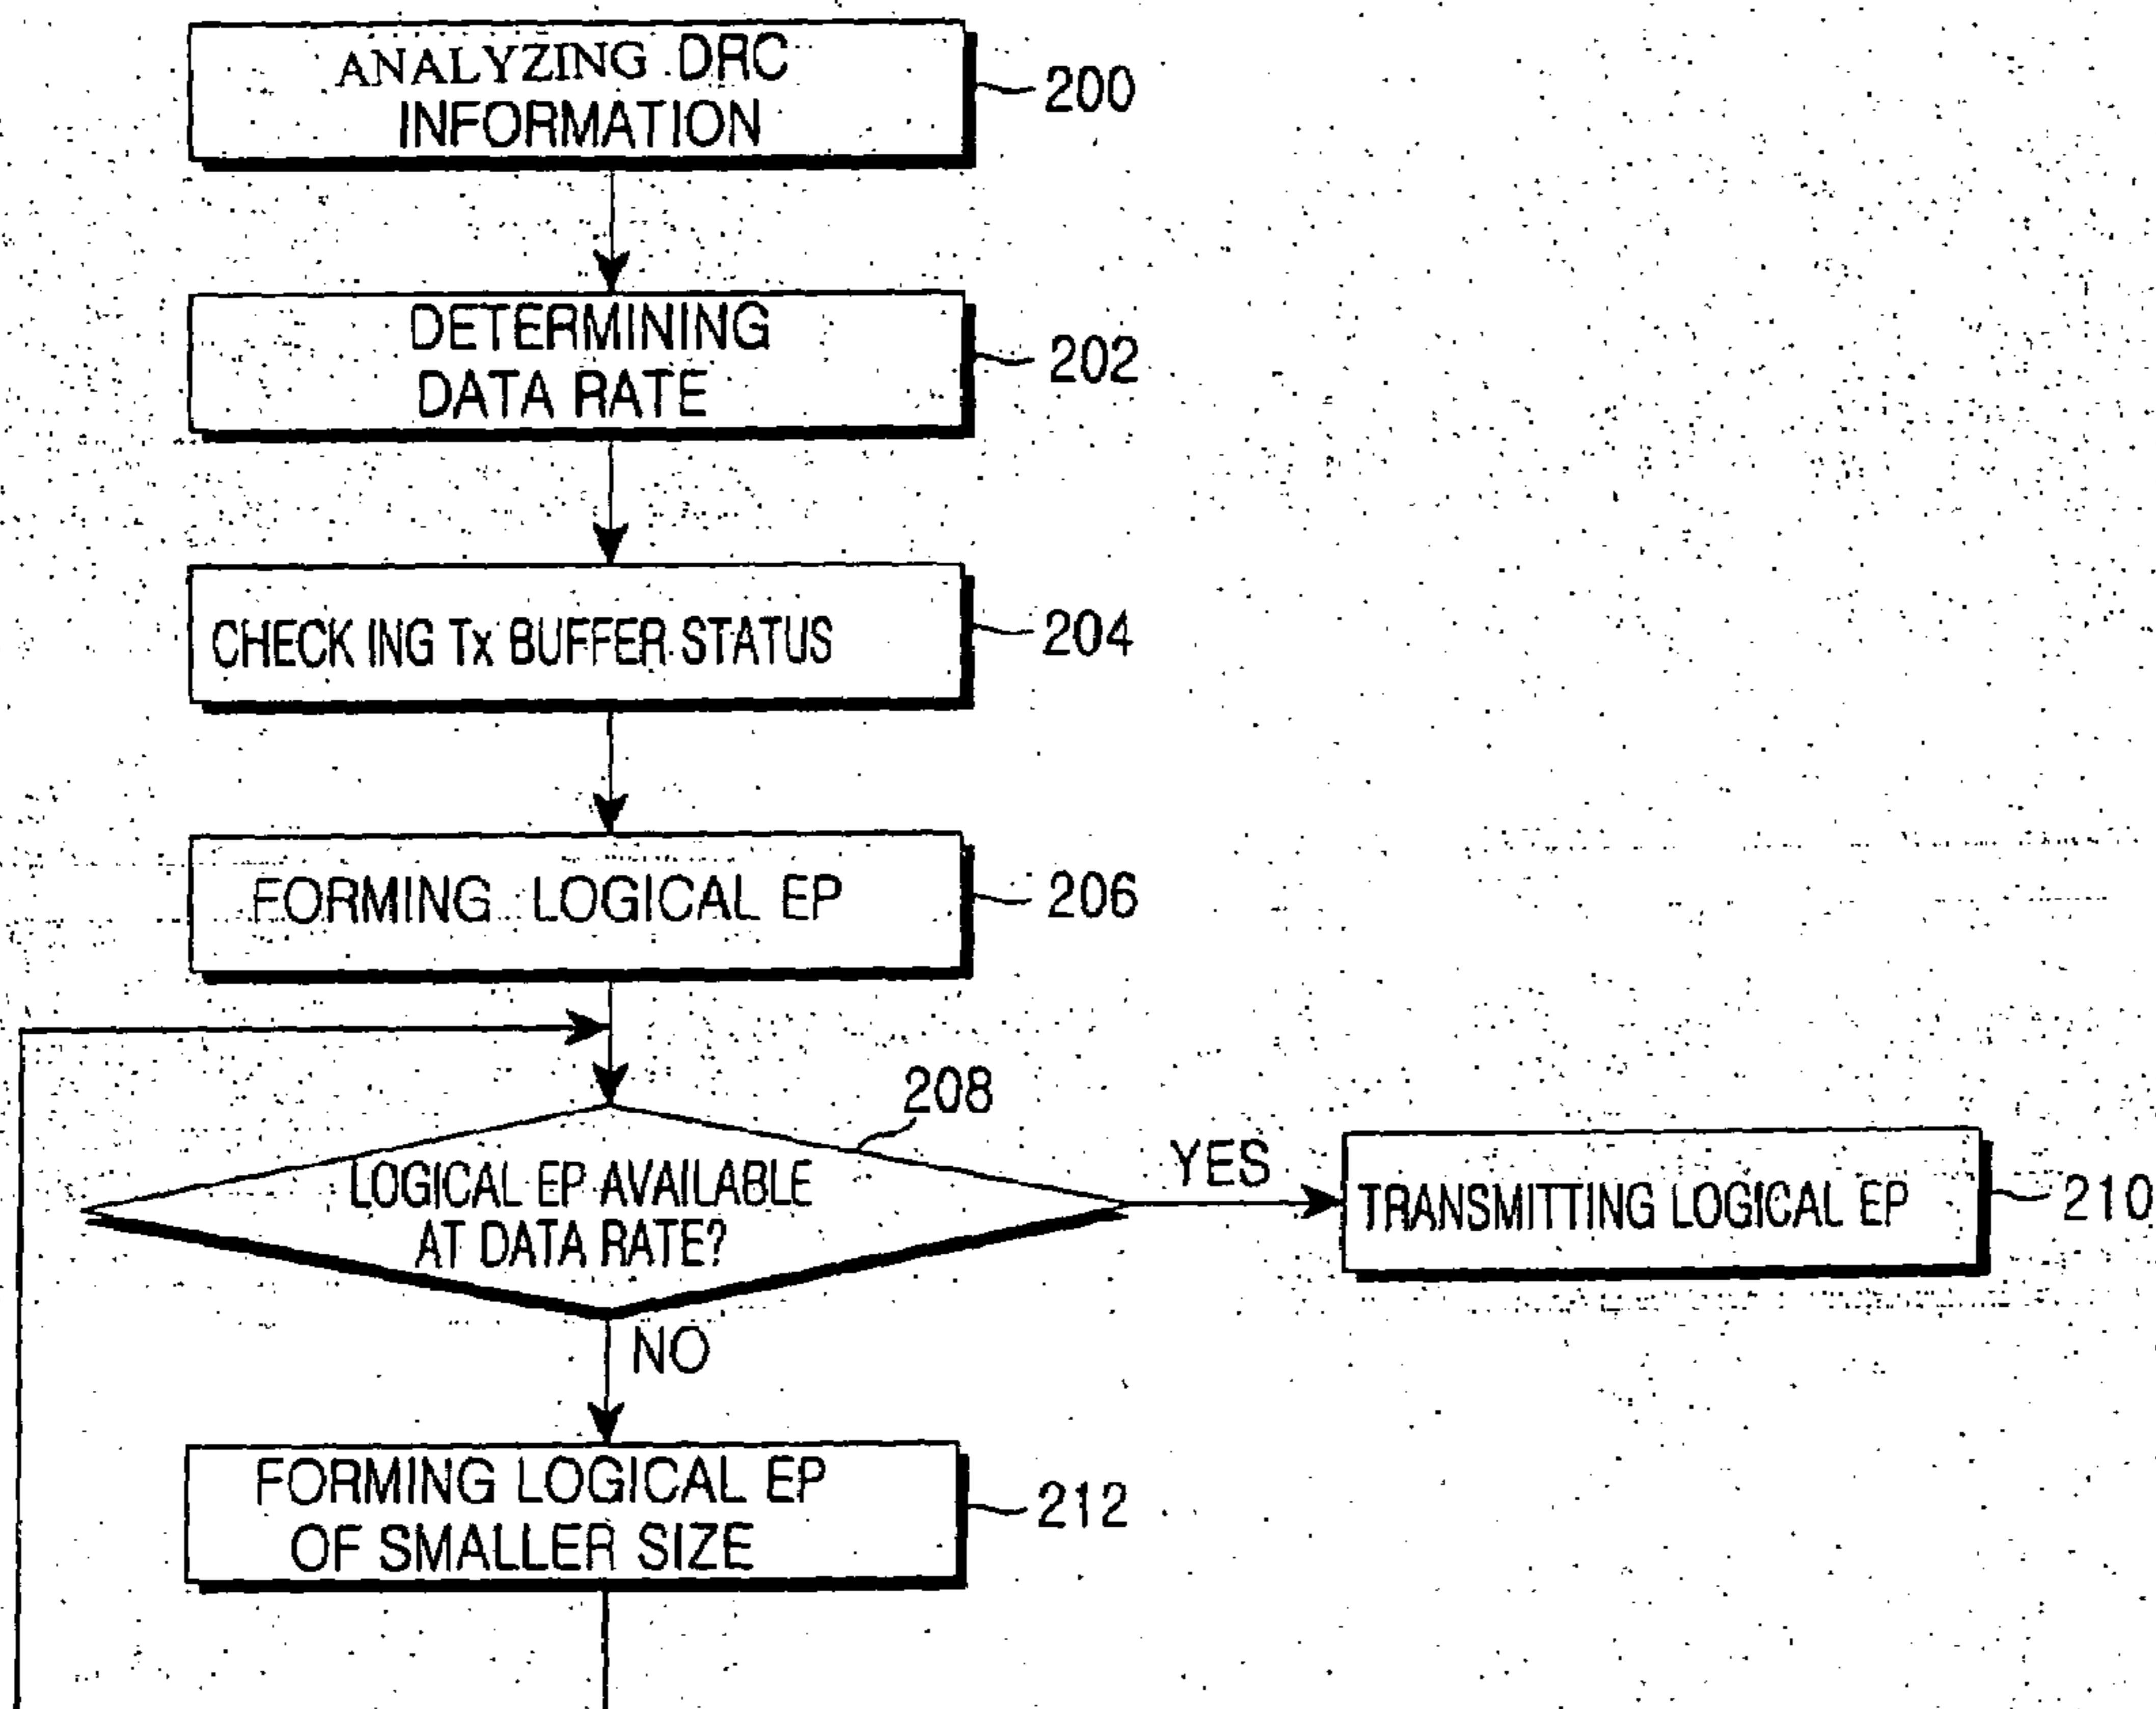 ANALYZING DRC
INFORMATION
200
DETERMINING
DATA RATE
202
CHECK ING Tx BUFFER STATUS
204
FORMING LOGICAL EP
206
208
LOGICAL EP AVAILABLE
AT DATA RATE?
YES
TRANSMITTING LOGICAL EP
210
NO
FORMING LOGICAL EP
OF SMALLER SIZE
212